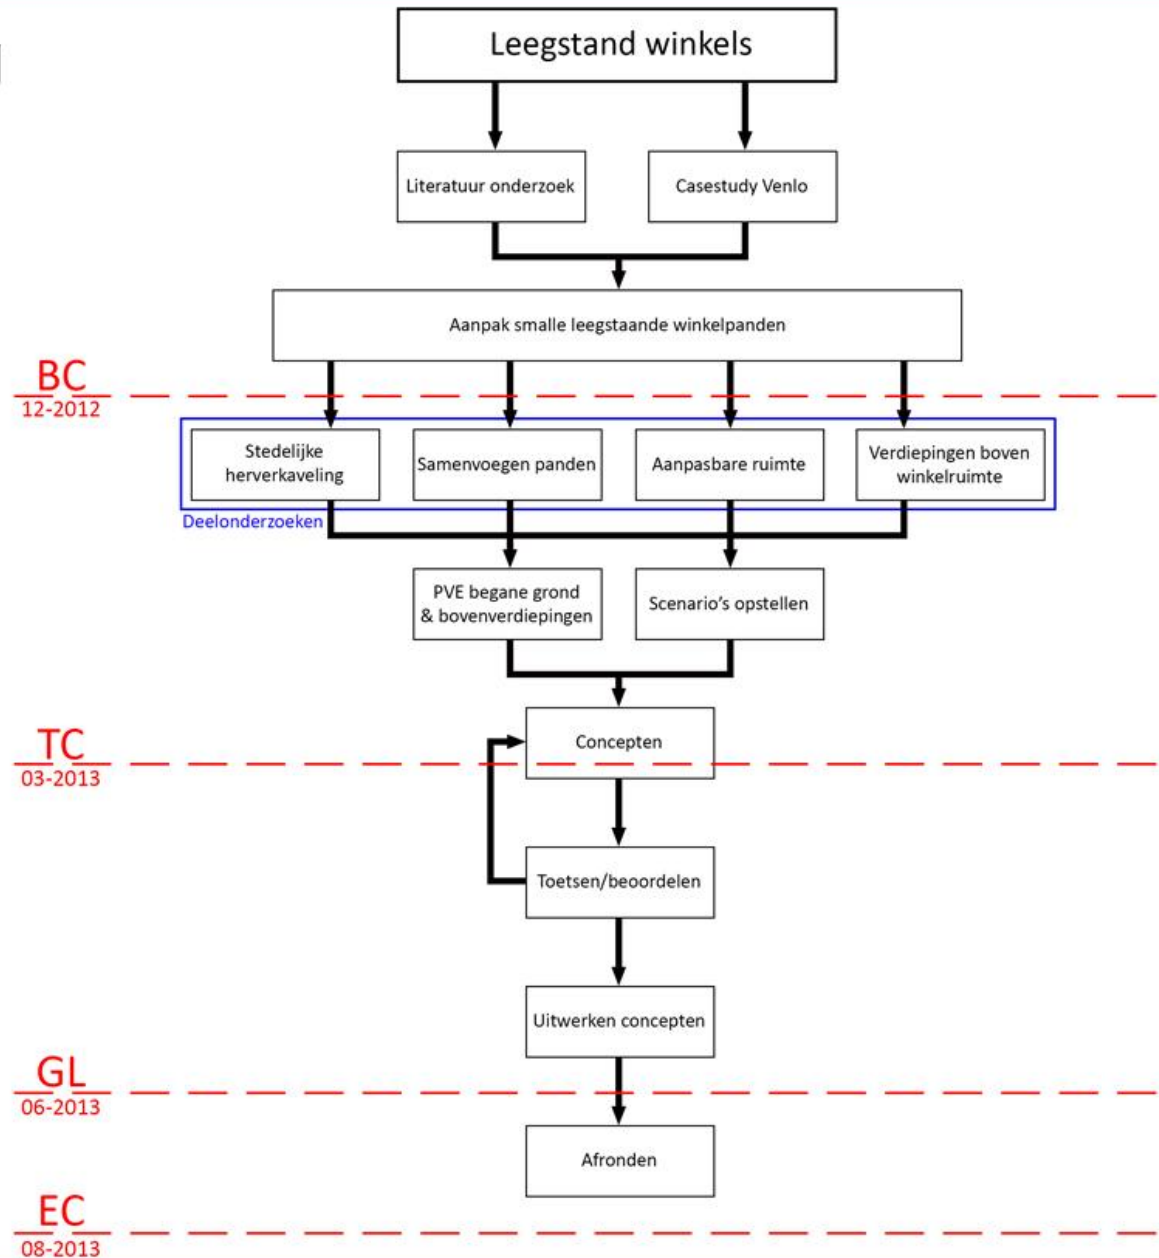 Leegstand winkels
Literatuur onderzoek
Casestudy Venlo
Aanpak smalle leegstaande winkelpanden
BC
12-2012
Stedelijke
herverkaveling
Samenvoegen panden
Aanpasbare ruimte
Verdiepingen boven
winkelruimte
Deelonderzoeken
PVE begane grond
& bovenverdiepingen
Scenario's opstellen
TC
03-2013
Concepten
Toetsen/beoordelen
Uitwerken concepten
GL
06-2013
Afronden
EC
08-2013